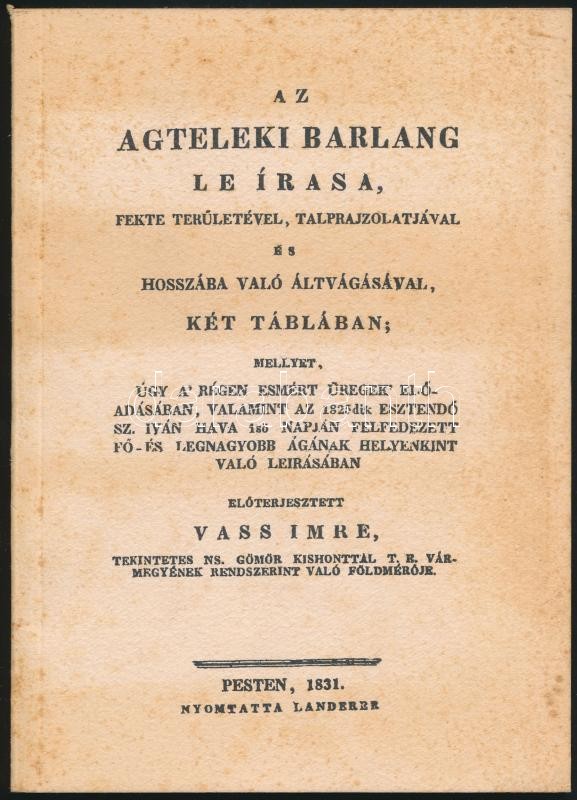 AZ
AGTELEKI BARLANG
LE ÍRASA,
FEKTE TERÜLETÉVEL, TALPRAJZOLATJÁVAL
ÉS
HOSSZÁBA VALÓ ÁLTVÁGÁSÁVAL,
KÉT TÁBLÁBAN;
MELLYET,
ÚGY A' RÉGEN ESMÉRT ÜREGEK' ELŐ-
ADÁSÁBAN, VALAMINT AZ 1825dik ESZTENDŐ
SZ. IVÁN HAVA 1ső NAPJÁN FELFEDEZETT
FŐ-ÉS LEGNAGYOBB ÁGÁNAK HELYENKINT
VALÓ LEIRÁSÁBAN
ELŐTERJESZTETT
VASS IMRE,
TEKINTETES NS. GÖMÖR KISHONTTAL T. E. VÁR-
MEGYÉNEK RENDSZERINT VALÓ FÖLDMÉRŐJE.
PESTEN, 1831.
NYOMTATTA LANDERER